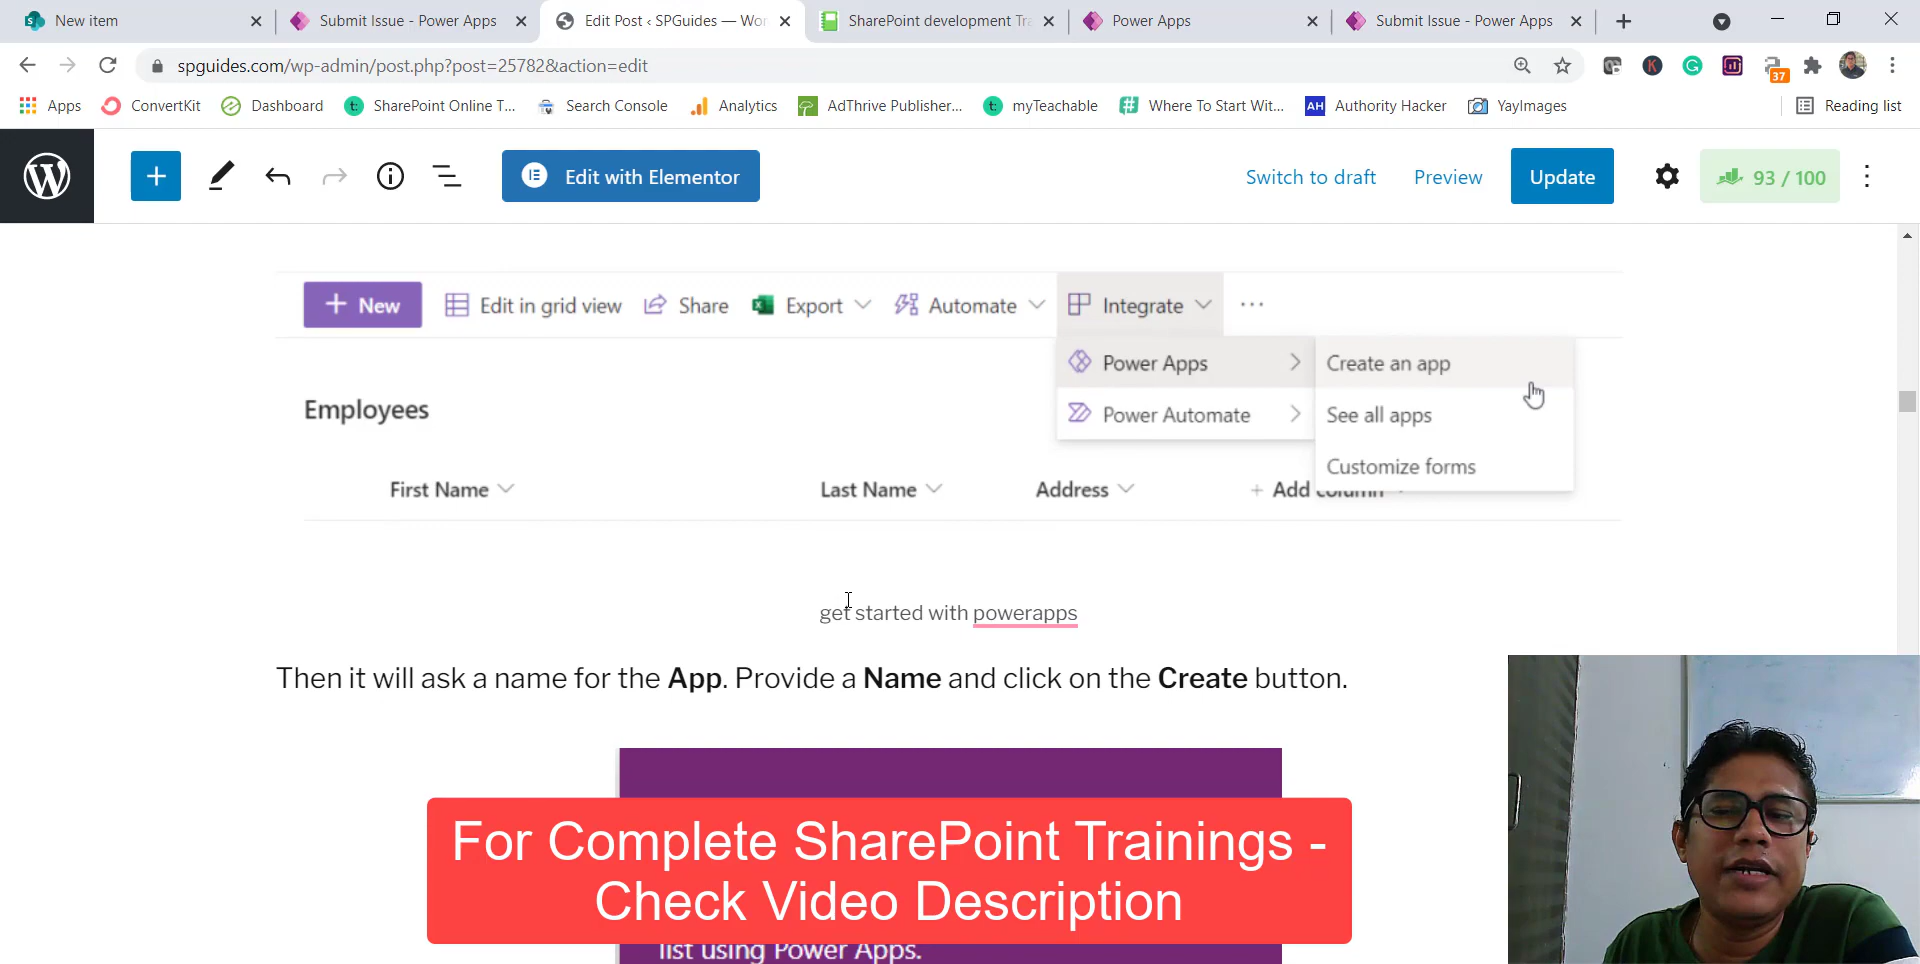 New item
Submit Issue - Power Apps
Edit Post ‹ SPGuides — Wor
SharePoint development Tra
Power Apps
Submit Issue - Power Apps
spguides.com/wp-admin/post.php?post=25782&action=edit
37
Apps
ConvertKit
Dashboard
SharePoint Online T...
Search Console
Analytics
AdThrive Publisher...
myTeachable
Where To Start Wit...
AH Authority Hacker
YayImages
Reading list
Edit with Elementor
Switch to draft
Preview
Update
93 / 100
+ New
Edit in grid view
Share
Export
Automate
Integrate
Power Apps
Create an app
Employees
Power Automate
See all apps
Customize forms
First Name
Last Name
Address
+ Add column
get started with powerapps
Then it will ask a name for the App. Provide a Name and click on the Create button.
For Complete SharePoint Trainings -
Check Video Description
list using Power Apps.